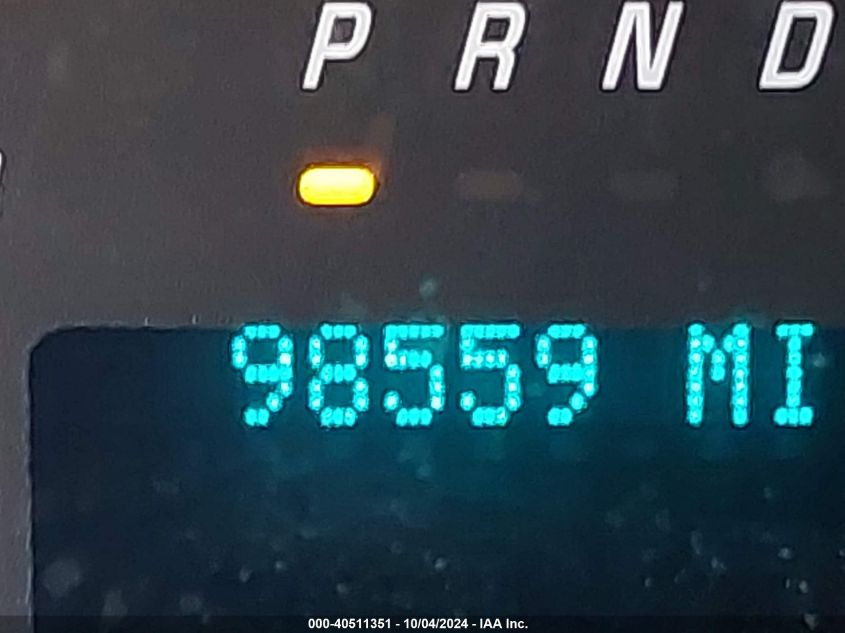 P R N D
98559 MI
000-40511351 - 10/04/2024 - IAA Inc.